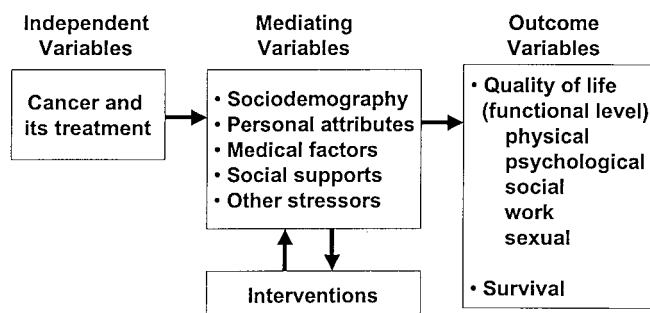 Independent
Variables
Mediating
Variables
Outcome
Variables
Cancer and
its treatment
• Sociodemography
• Personal attributes
• Medical factors
• Social supports
• Other stressors
• Quality of life
(functional level)
physical
psychological
social
work
sexual
• Survival
Interventions